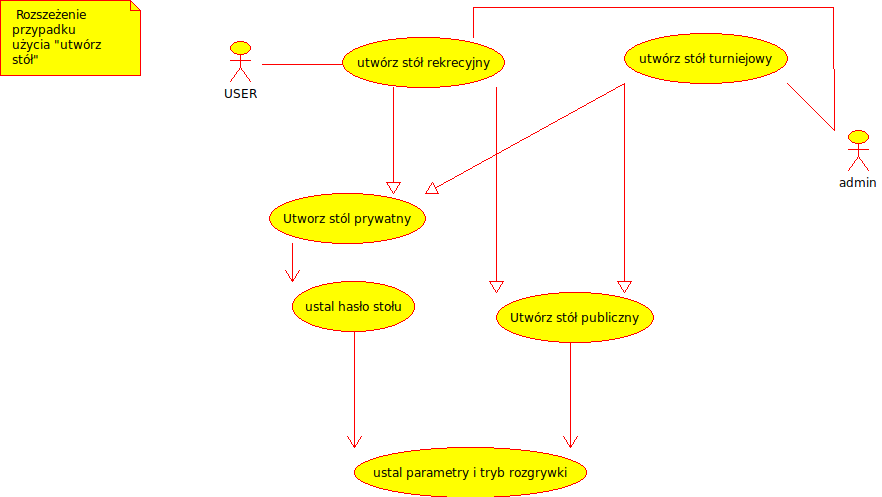 Rozszeżenie
przypadku
użycia "utwórz
stół"
USER
utwórz stół rekrecyjny
utwórz stół turniejowy
admin
Utworz stól prywatny
ustal hasło stołu
Utwórz stół publiczny
ustal parametry i tryb rozgrywki